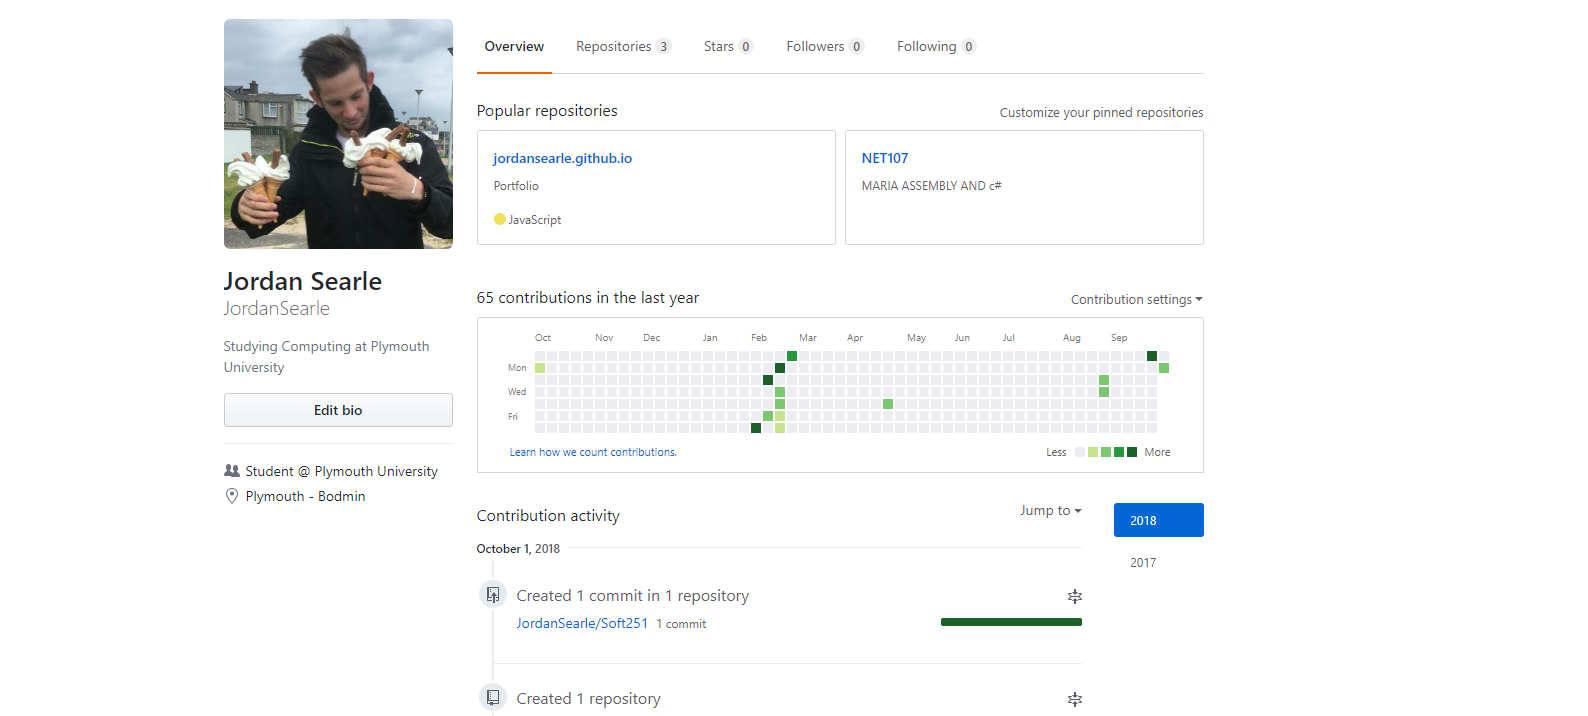 Overview Repositories 3 Stars 0 Followers 0 Following 0
Popular repositories
Customize your pinned repositories
jordansearle.github.io
Portfolio
JavaScript
NET107
MARIA ASSEMBLY AND c#
Jordan Searle
JordanSearle
Studying Computing at Plymouth
University
Edit bio
Student @ Plymouth University
Plymouth - Bodmin
65 contributions in the last year
Contribution settings
Oct Nov Dec Jan Feb Mar Apr May Jun Jul Aug Sep
Mon
Wed
Fri
Learn how we count contributions.
Less More
Contribution activity
Jump to
2018
2017
October 1, 2018
Created 1 commit in 1 repository
JordanSearle/Soft251 1 commit
Created 1 repository